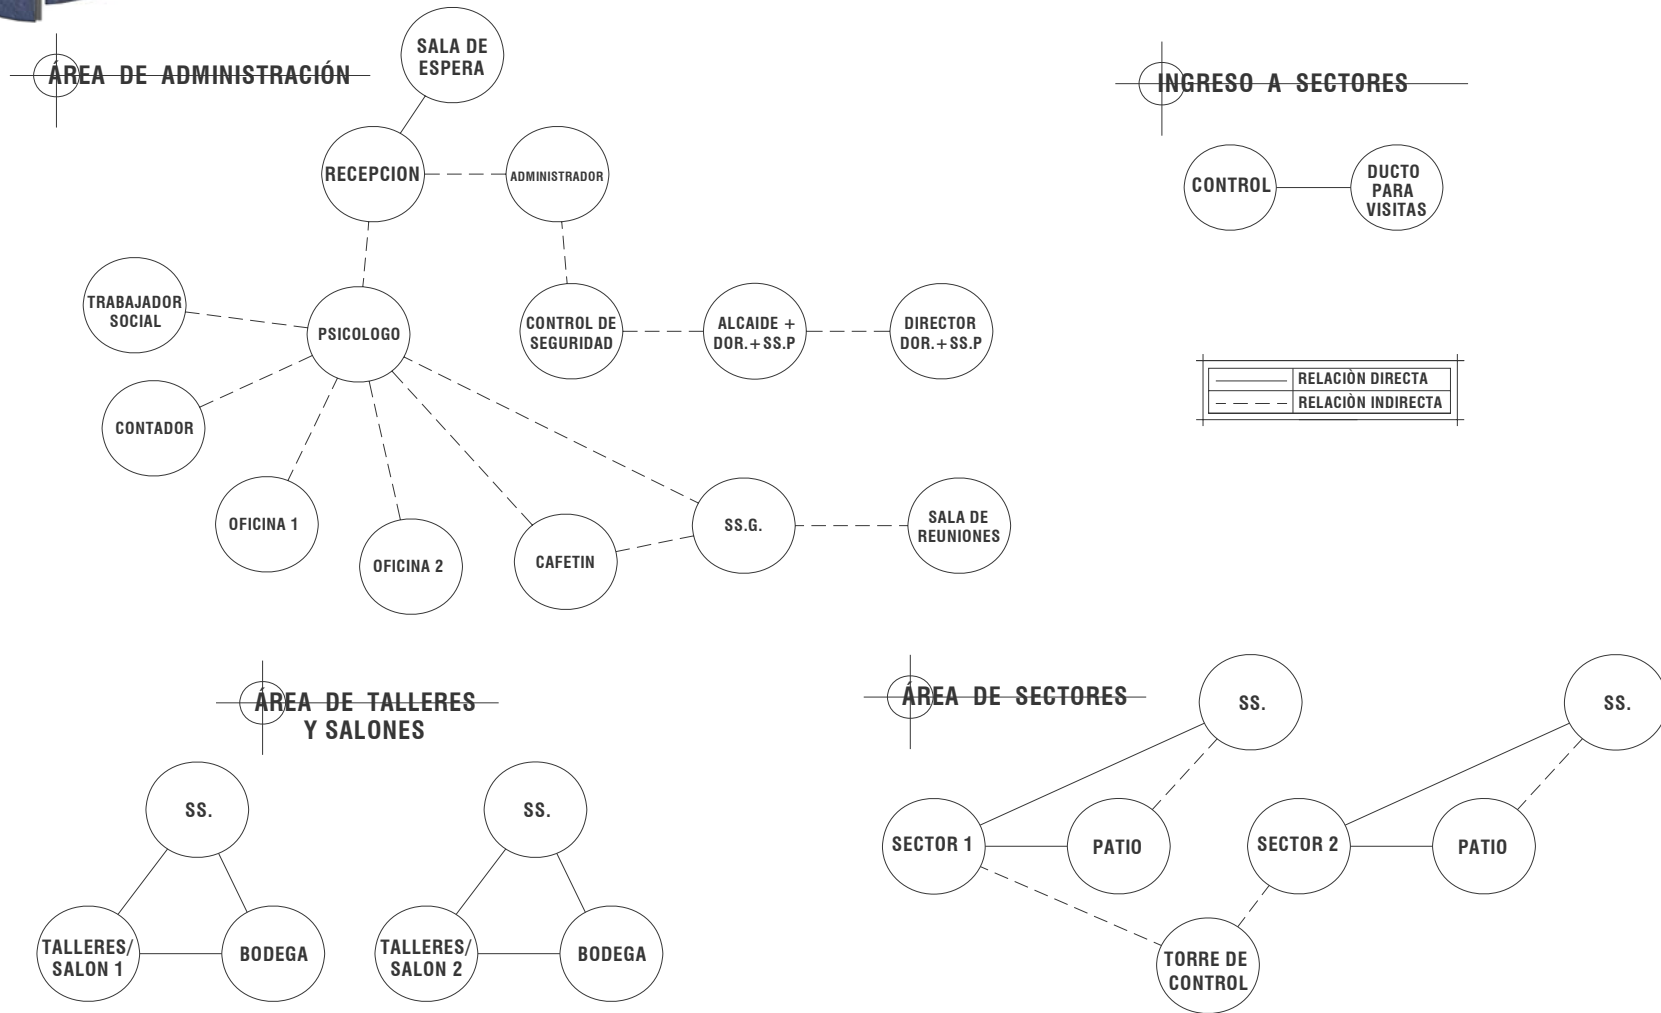 ÁREA DE ADMINISTRACIÓN
SALA DE
ESPERA
RECEPCION
ADMINISTRADOR
TRABAJADOR
SOCIAL
PSICOLOGO
CONTROL DE
SEGURIDAD
ALCAIDE +
DOR.+SS.P
DIRECTOR
DOR.+SS.P
CONTADOR
OFICINA 1
OFICINA 2
CAFETIN
SS.G.
SALA DE
REUNIONES
INGRESO A SECTORES
CONTROL
DUCTO
PARA
VISITAS
RELACIÒN DIRECTA
RELACIÒN INDIRECTA
ÁREA DE TALLERES
Y SALONES
SS.
TALLERES/
SALON 1
BODEGA
SS.
TALLERES/
SALON 2
BODEGA
ÁREA DE SECTORES
SS.
SECTOR 1
PATIO
SS.
SECTOR 2
PATIO
TORRE DE
CONTROL